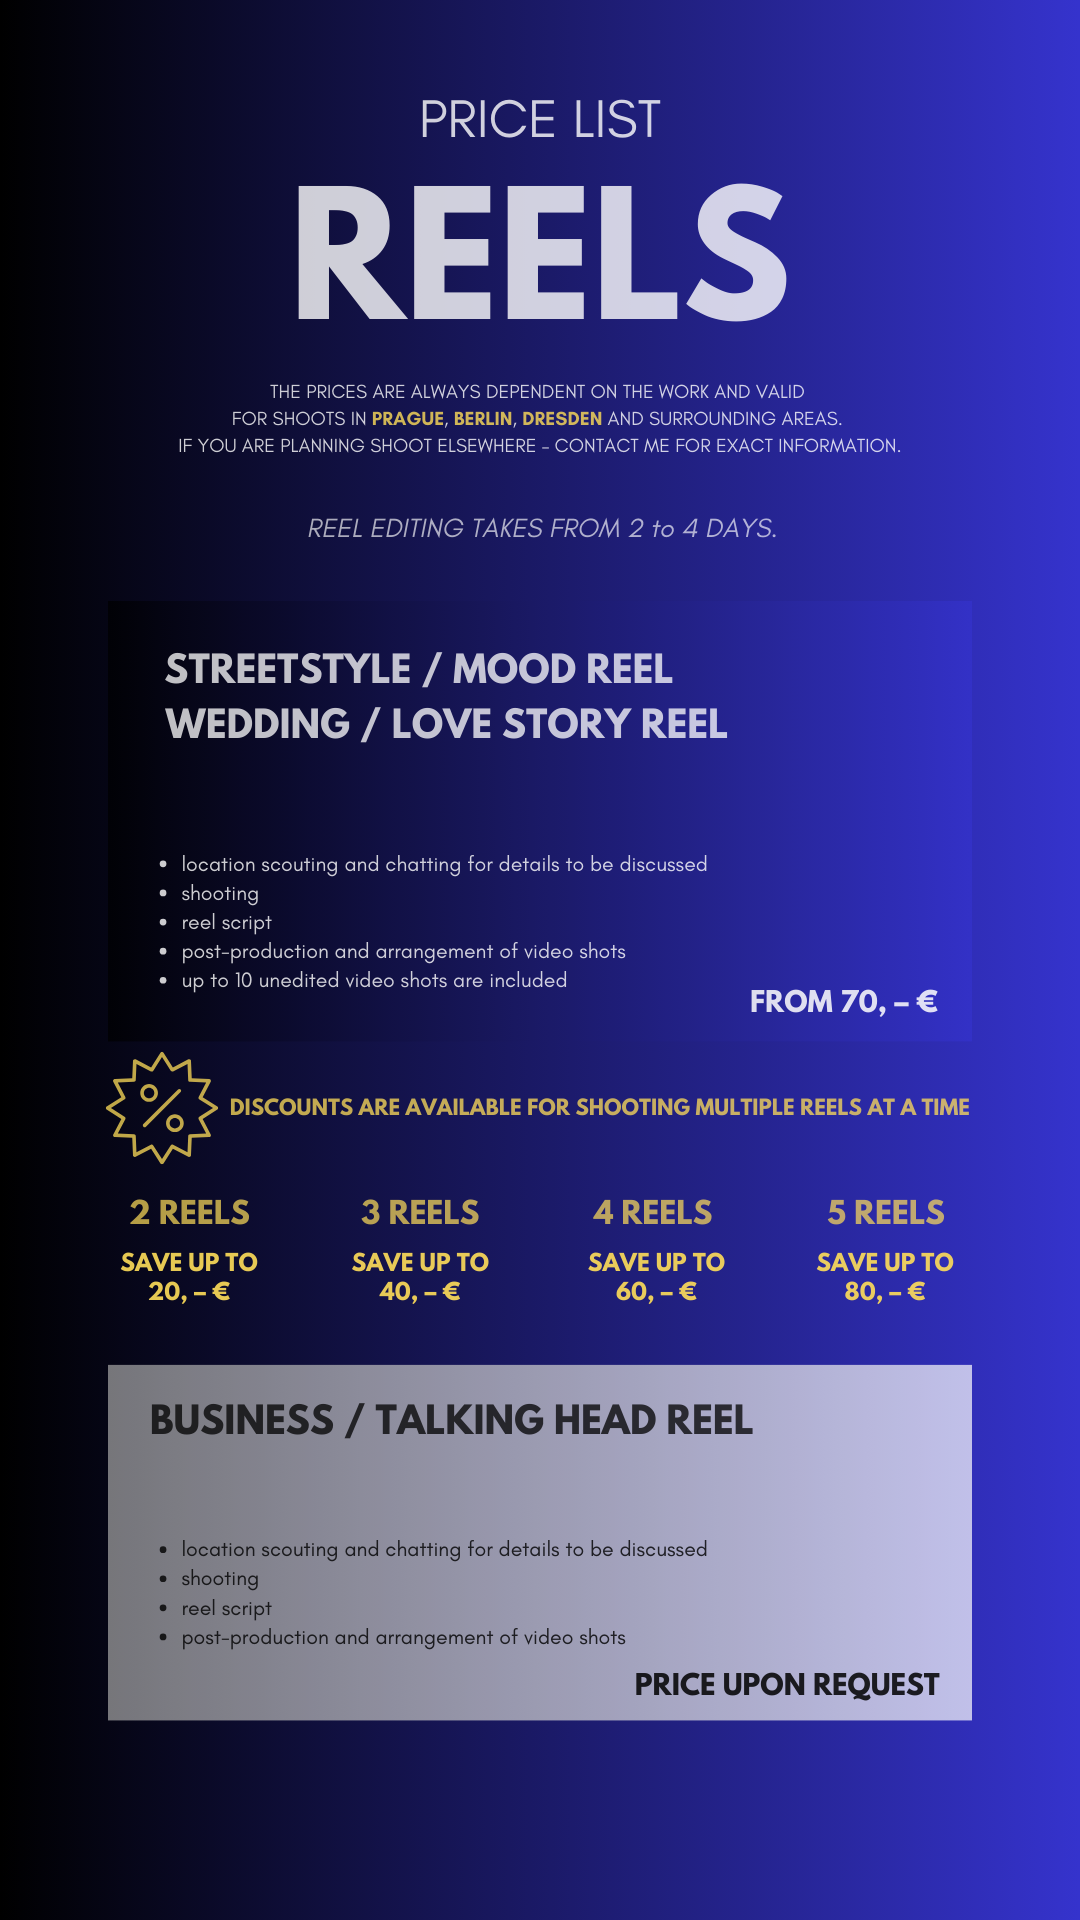 PRICE LIST
REELS
THE PRICES ARE ALWAYS DEPENDENT ON THE WORK AND VALID
FOR SHOOTS IN PRAGUE, BERLIN, DRESDEN AND SURROUNDING AREAS.
IF YOU ARE PLANNING SHOOT ELSEWHERE - CONTACT ME FOR EXACT INFORMATION.
REEL EDITING TAKES FROM 2 to 4 DAYS.
STREETSTYLE / MOOD REEL
WEDDING / LOVE STORY REEL
• location scouting and chatting for details to be discussed
• shooting
• reel script
• post-production and arrangement of video shots
• up to 10 unedited video shots are included
FROM 70, – €
% DISCOUNTS ARE AVAILABLE FOR SHOOTING MULTIPLE REELS AT A TIME
2 REELS
SAVE UP TO
20, – €
3 REELS
SAVE UP TO
40, – €
4 REELS
SAVE UP TO
60, – €
5 REELS
SAVE UP TO
80, – €
BUSINESS / TALKING HEAD REEL
• location scouting and chatting for details to be discussed
• shooting
• reel script
• post-production and arrangement of video shots
PRICE UPON REQUEST